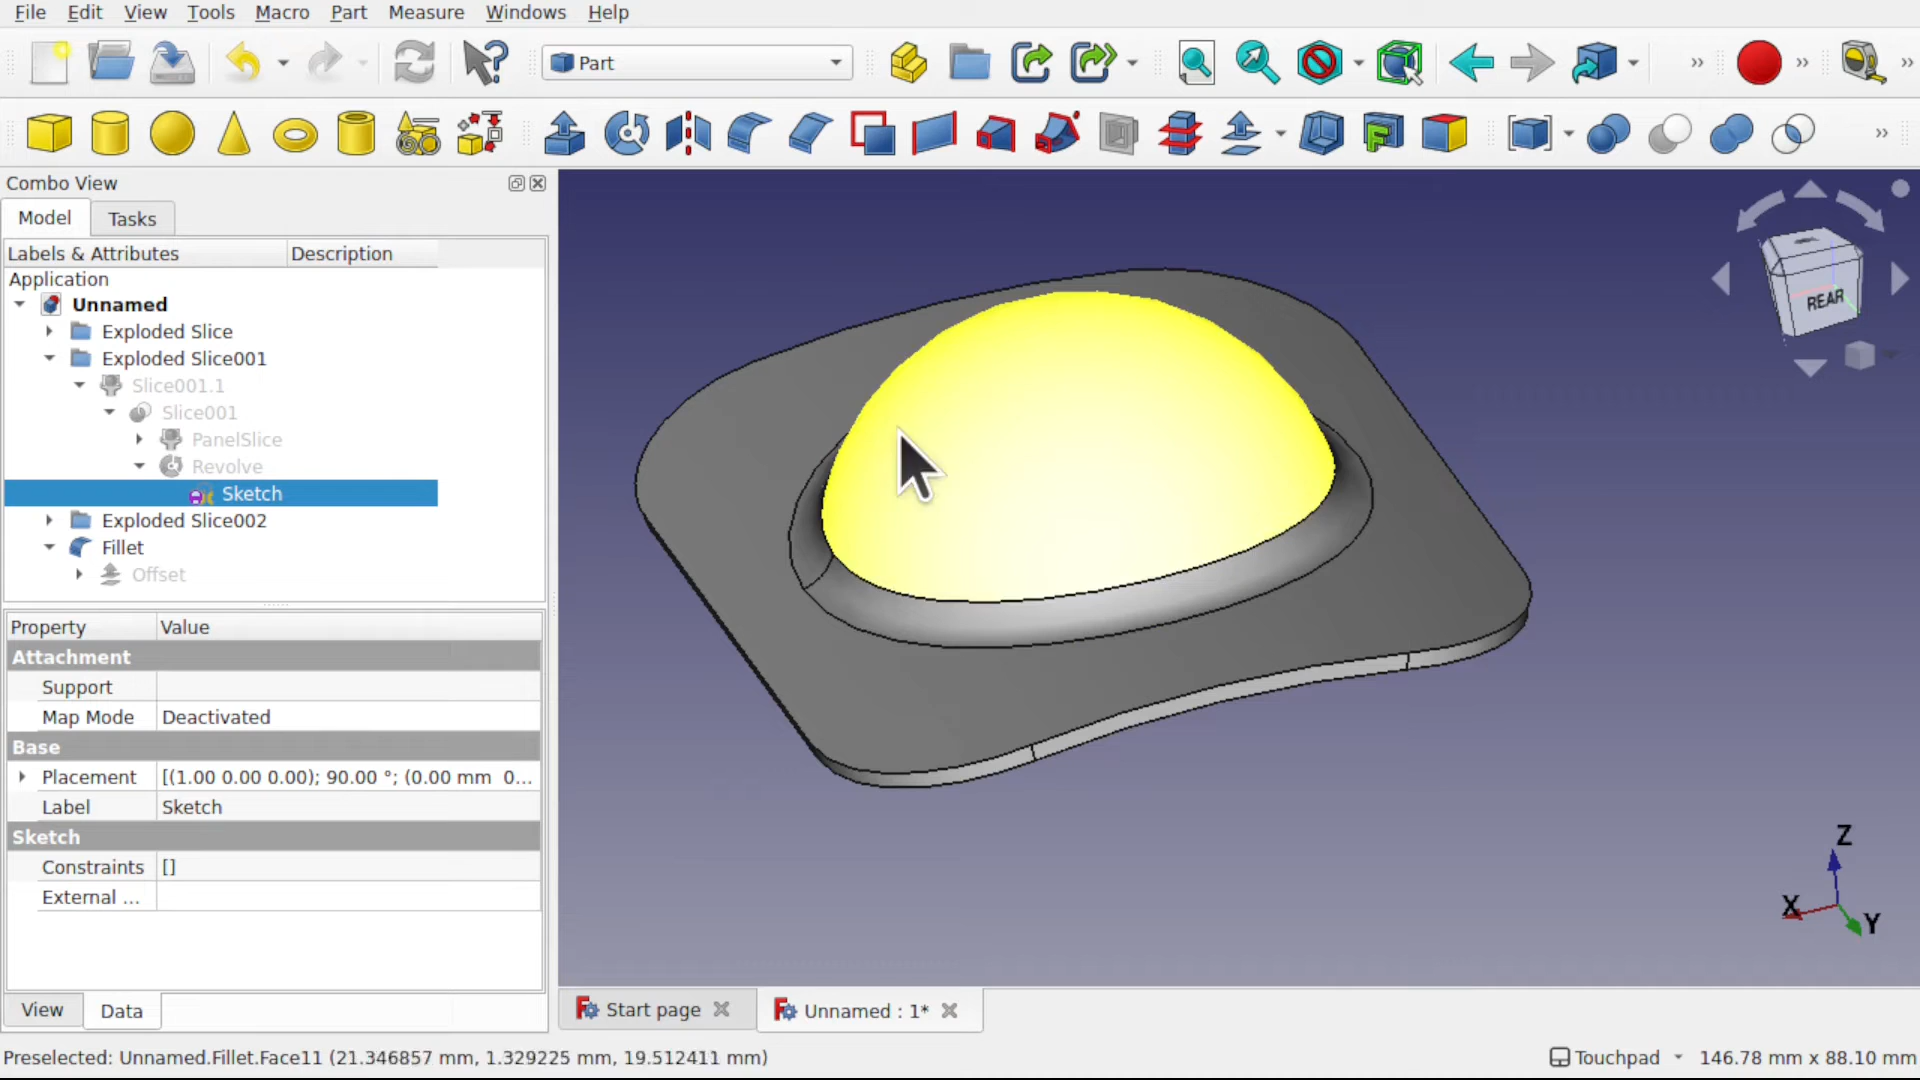 File Edit View Tools Macro Part Measure Windows Help
Part
Combo View
Model Tasks
Labels & Attributes Description
Application
Unnamed
Exploded Slice
Exploded Slice001
Slice001.1
Slice001
PanelSlice
Revolve
Sketch
Exploded Slice002
Fillet
Offset
Property Value
Attachment
Support
Map Mode Deactivated
Base
Placement [(1.00 0.00 0.00); 90.00 °; (0.00 mm 0...
Label Sketch
Sketch
Constraints []
External ...
View Data
REAR
Z
X
Y
Start page Unnamed : 1*
Preselected: Unnamed.Fillet.Face11 (21.346857 mm, 1.329225 mm, 19.512411 mm) Touchpad 146.78 mm x 88.10 mm